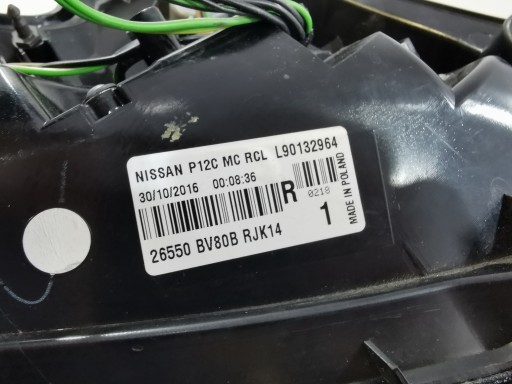 NISSAN P12C MC RCL L90132964
30/10/2016 00:08:36
R 0218
1
MADE IN POLAND
26550 BV80B RJK14